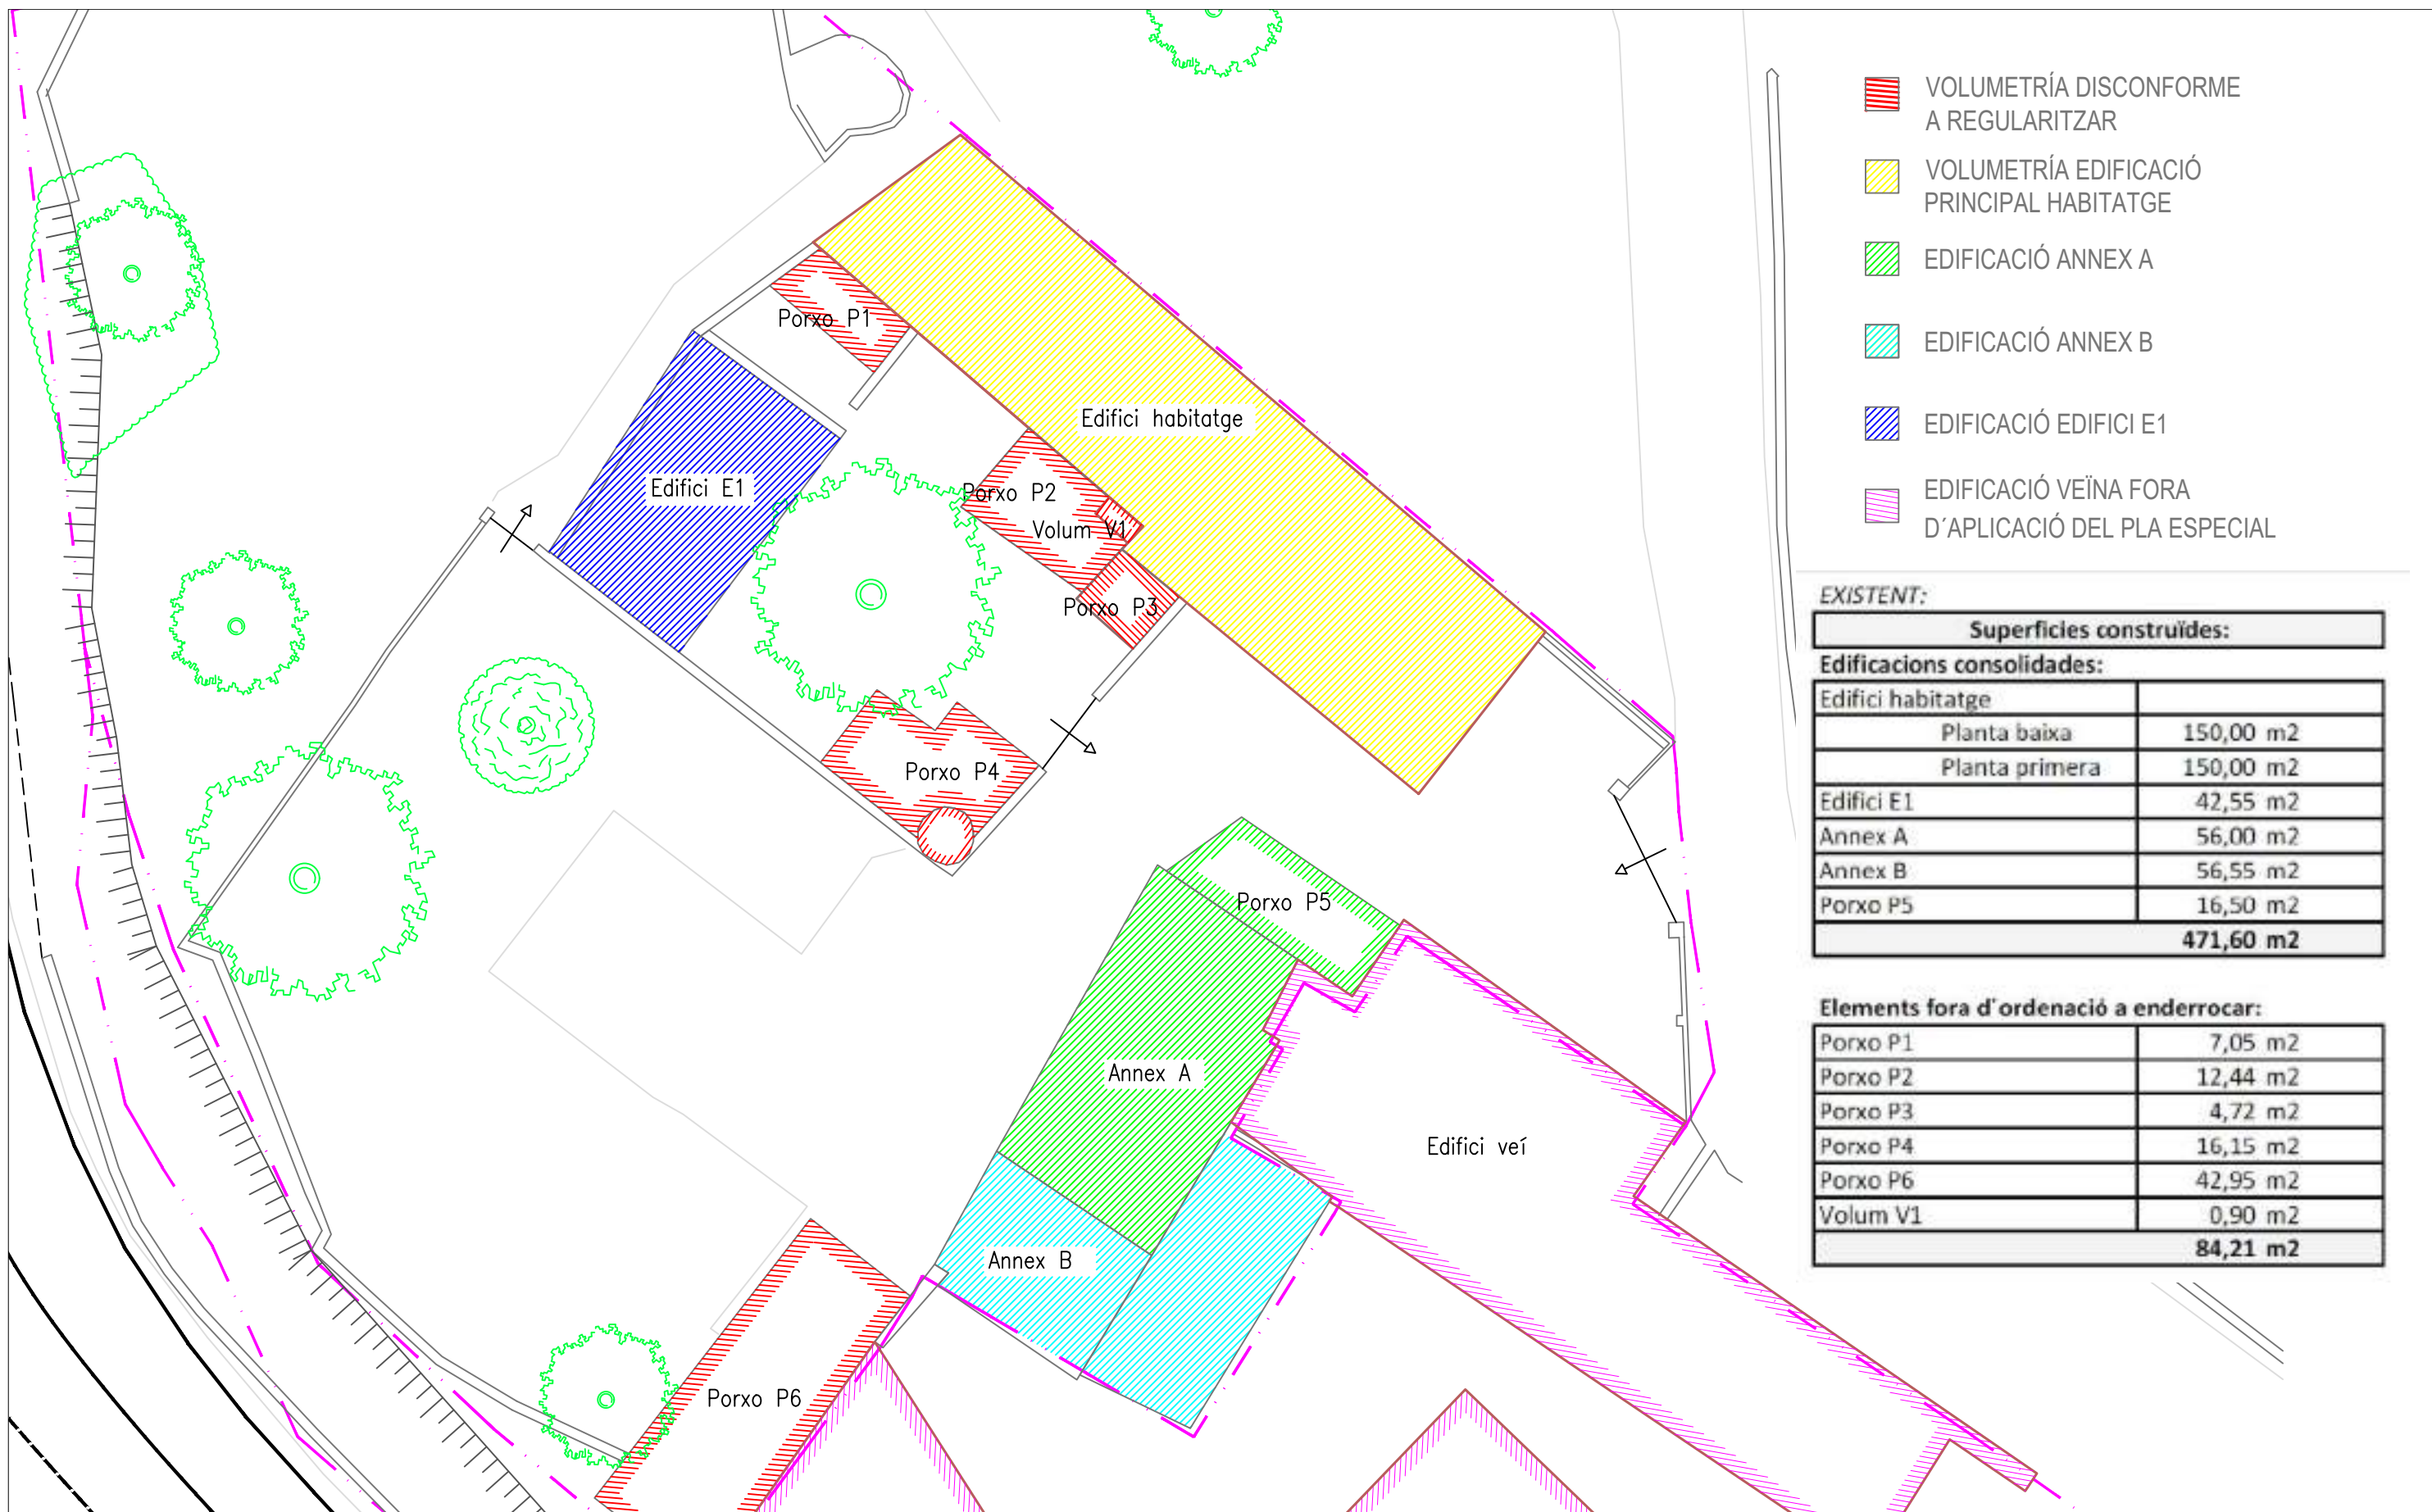 VOLUMETRÍA DISCONFORME
A REGULARITZAR
VOLUMETRÍA EDIFICACIÓ
PRINCIPAL HABITATGE
EDIFICACIÓ ANNEX A
EDIFICACIÓ ANNEX B
EDIFICACIÓ EDIFICI E1
EDIFICACIÓ VEÏNA FORA
D´APLICACIÓ DEL PLA ESPECIAL
Porxo P1
Edifici habitatge
Edifici E1
Porxo P2
Volum V1
Porxo P3
Porxo P4
Porxo P5
Annex A
Edifici veí
Annex B
Porxo P6
EXISTENT:
Superficies construïdes:
Edificacions consolidades:
Edifici habitatge
Planta baixa 150,00 m2
Planta primera 150,00 m2
Edifici E1 42,55 m2
Annex A 56,00 m2
Annex B 56,55 m2
Porxo P5 16,50 m2
471,60 m2
Elements fora d´ordenació a enderrocar:
Porxo P1 7,05 m2
Porxo P2 12,44 m2
Porxo P3 4,72 m2
Porxo P4 16,15 m2
Porxo P6 42,95 m2
Volum V1 0,90 m2
84,21 m2